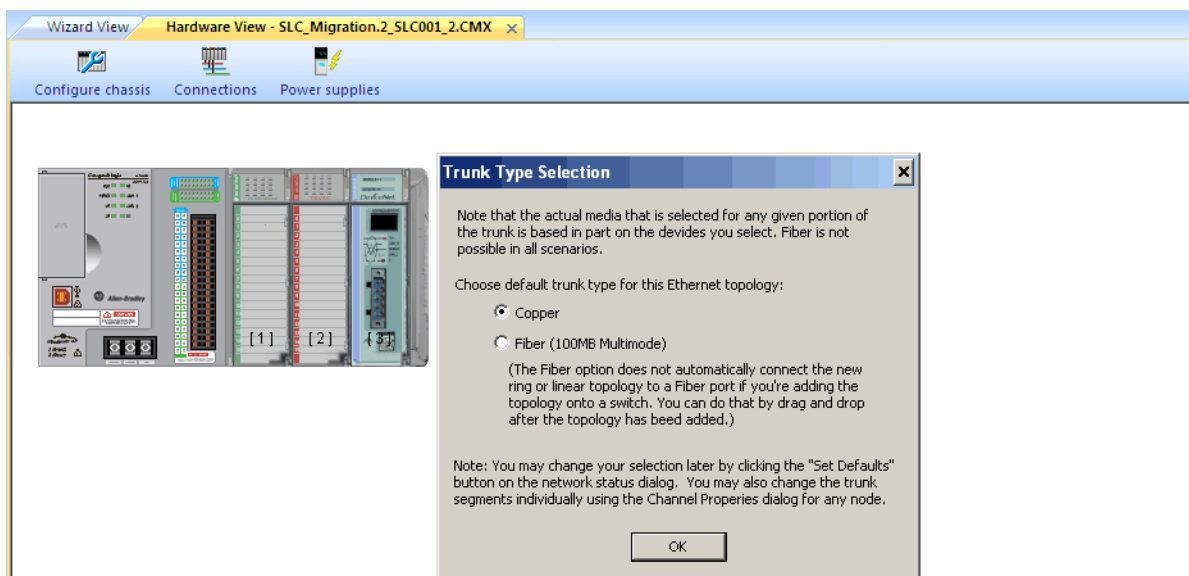 Wizard View
Hardware View - SLC_Migration.2_SLC001_2.CMX
Configure chassis Connections Power supplies
Trunk Type Selection
Note that the actual media that is selected for any given portion of
the trunk is based in part on the devides you select. Fiber is not
possible in all scenarios.
Choose default trunk type for this Ethernet topology:
Copper
Fiber (100MB Multimode)
(The Fiber option does not automatically connect the new
ring or linear topology to a Fiber port if you're adding the
topology onto a switch. You can do that by drag and drop
after the topology has beed added.)
Note: You may change your selection later by clicking the "Set Defaults"
button on the network status dialog. You may also change the trunk
segments individually using the Channel Properies dialog for any node.
OK
DeviceNet
Allen-Bradley
[1] [2] [3]